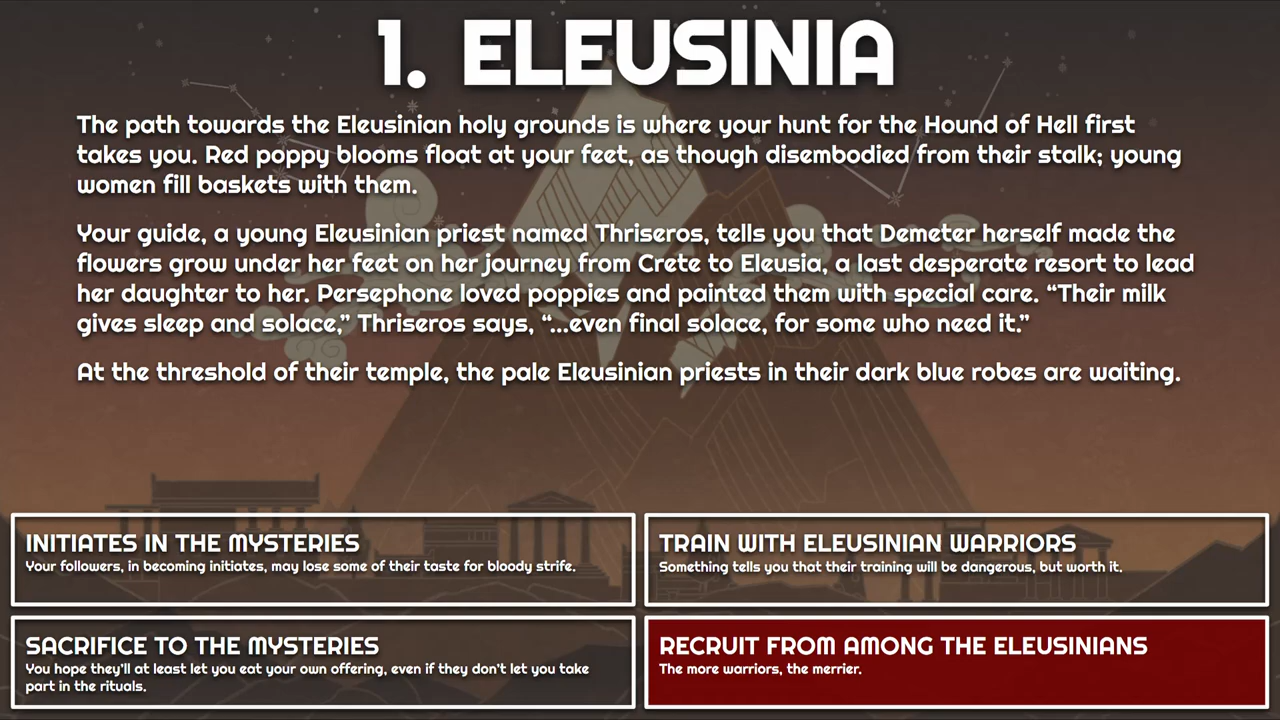 1. ELEUSINIA
The path towards the Eleusinian holy grounds is where your hunt for the Hound of Hell first
takes you. Red poppy blooms float at your feet, as though disembodied from their stalk; young
women fill baskets with them.
Your guide, a young Eleusinian priest named Thriseros, tells you that Demeter herself made the
flowers grow under her feet on her journey from Crete to Eleusia, a last desperate resort to lead
her daughter to her. Persephone loved poppies and painted them with special care. “Their milk
gives sleep and solace,” Thriseros says, “...even final solace, for some who need it.”
At the threshold of their temple, the pale Eleusinian priests in their dark blue robes are waiting.
INITIATES IN THE MYSTERIES
Your followers, in becoming initiates, may lose some of their taste for bloody strife.
TRAIN WITH ELEUSINIAN WARRIORS
Something tells you that their training will be dangerous, but worth it.
SACRIFICE TO THE MYSTERIES
You hope they'll at least let you eat your own offering, even if they don't let you take
part in the rituals.
RECRUIT FROM AMONG THE ELEUSINIANS
The more warriors, the merrier.